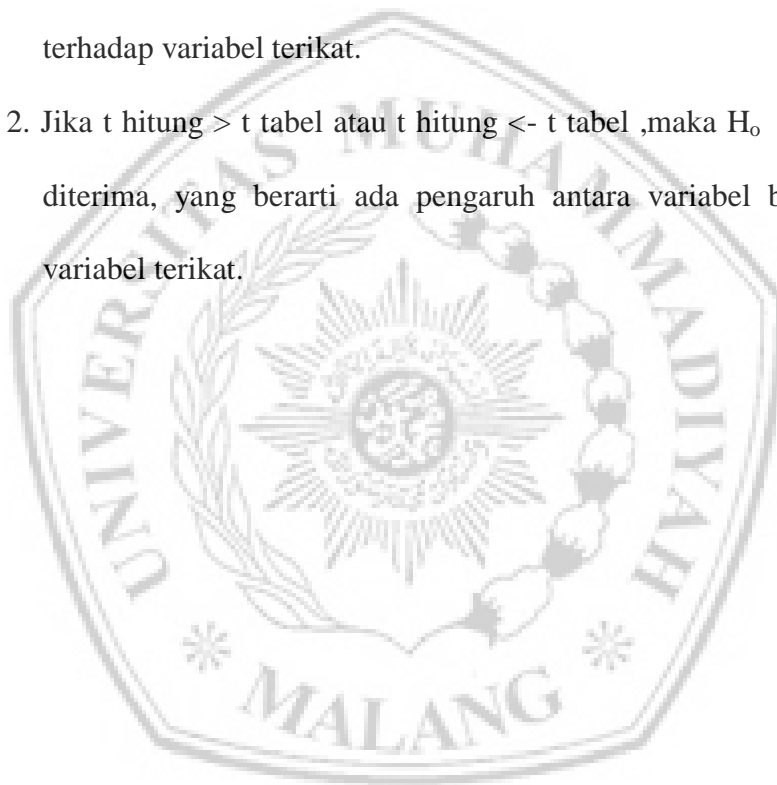 terhadap variabel terikat.
2. Jika t hitung > t tabel atau t hitung <- t tabel ,maka Hₒ
diterima, yang berarti ada pengaruh antara variabel b
variabel terikat.
UNIVERSITAS MUHAMMADIYAH
MALANG